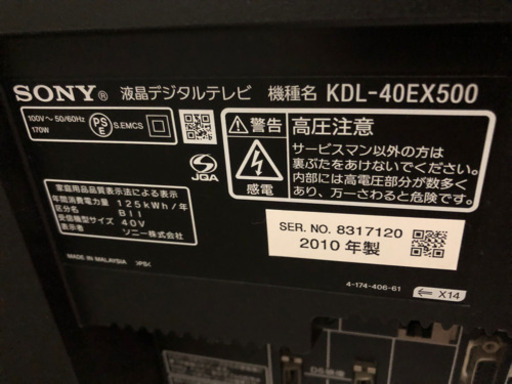 SONY® 液晶デジタルテレビ 機種名 KDL-40EX500
100V～50/60Hz
170W
PS
E
S.EMCS
JQA
家庭用品品質表示法による表示
年間消費電力量 125kWh/年
区分名 BII
受信機型サイズ 40V
表示者 ソニー株式会社
MADE IN MALAYSIA >PS<
警告 高圧注意
感電
サービスマン以外の方は
裏ぶたをあけないでください。
内部には高電圧部分が数多く
あり、万一さわると危険です。
SER. NO. 8317120
2010 年製
4-174-406-61
X14